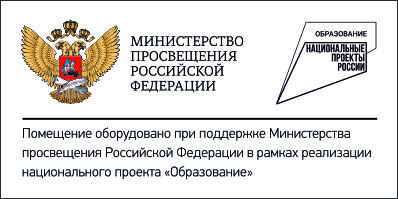 МИНИСТЕРСТВО
ПРОСВЕЩЕНИЯ
РОССИЙСКОЙ
ФЕДЕРАЦИИ
ОБРАЗОВАНИЕ
НАЦИОНАЛЬНЫЕ
ПРОЕКТЫ
РОССИИ
Помещение оборудовано при поддержке Министерства
просвещения Российской Федерации в рамках реализации
национального проекта «Образование»